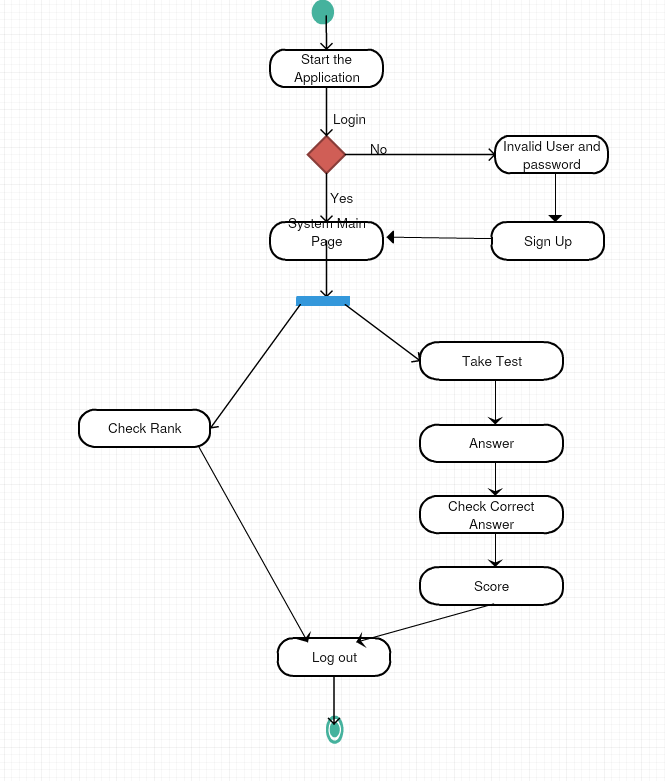 Start the
Application
Login
No
Invalid User and
password
Yes
System Main
Page
Sign Up
Take Test
Check Rank
Answer
Check Correct
Answer
Score
Log out